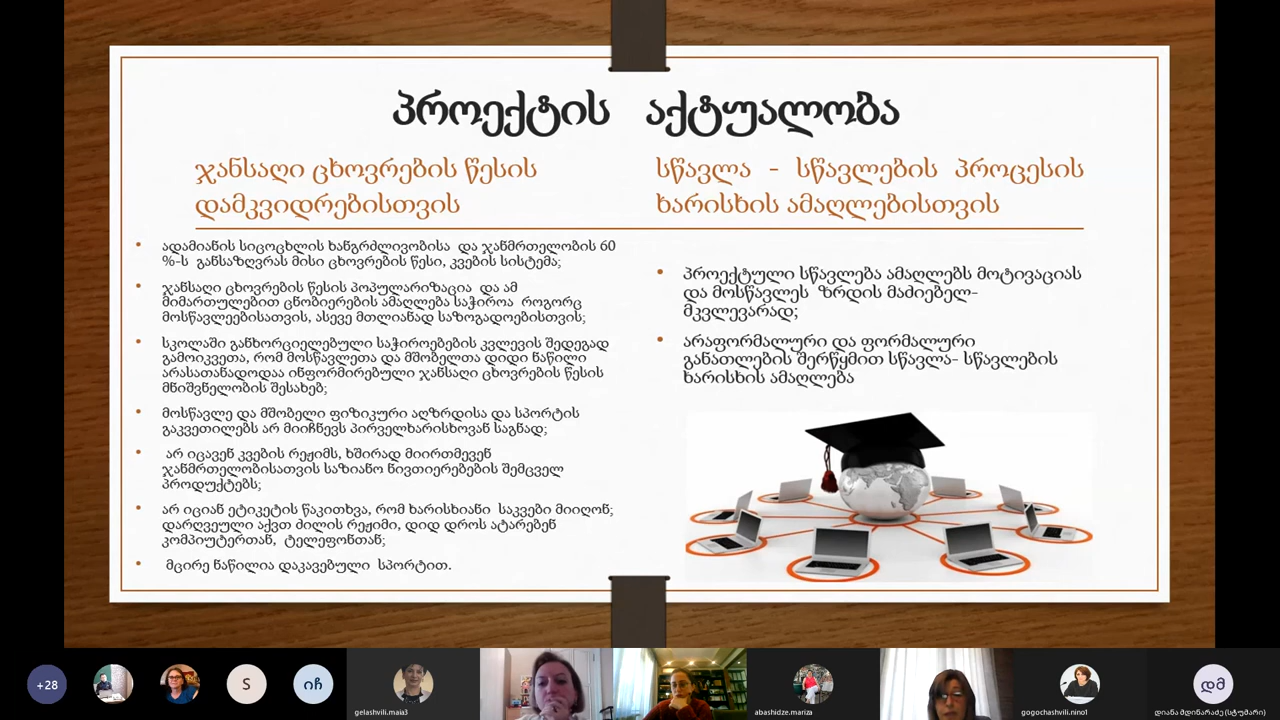 პროექტის აქტუალობა
ჯანსაღი ცხოვრების წესის
დამკვიდრებისთვის
ადამიანის სიცოცხლის ხანგრძლივობისა და ჯანმრთელობის 60
%-ს განსაზღვრას მისი ცხოვრების წესი, კვების სისტემა;
ჯანსაღი ცხოვრების წესის პოპულარიზაცია და ამ
მიმართულებით ცნობიერების ამაღლება საჭიროა როგორც
მოსწავლეებისათვის, ასევე მთლიანად საზოგადოებისთვის;
სკოლაში განხორციელებული საჭიროებების კვლევის შედეგად
გამოიკვეთა, რომ მოსწავლეთა და მშობელთა დიდი ნაწილი
არასათანადოდაა ინფორმირებული ჯანსაღი ცხოვრების წესის
მნიშვნელობის შესახებ;
მოსწავლე და მშობელი ფიზიკური აღზრდისა და სპორტის
გაკვეთილებს არ მიიჩნევს პირველხარისხოვან საგნად;
არ იცავენ კვების რეჟიმს, ხშირად მიირთმევენ
ჯანმრთელობისათვის საზიანო ნივთიერებების შემცველ
პროდუქტებს;
არ იციან ეტიკეტის წაკითხვა, რომ ხარისხიანი საკვები მიიღონ;
დარღვეული აქვთ ძილის რეჟიმი, დიდ დროს ატარებენ
კომპიუტერთან, ტელეფონთან;
მცირე ნაწილია დაკავებული სპორტით.
სწავლა - სწავლების პროცესის
ხარისხის ამაღლებისთვის
პროექტული სწავლება ამაღლებს მოტივაციას
და მოსწავლეს ზრდის მაძიებელ-
მკვლევარად;
არაფორმალური და ფორმალური
განათლების შერწყმით სწავლა- სწავლების
ხარისხის ამაღლება
+28
S
იჩ
gelashvili.maia3
abashidze.mariza
gogochashvili.nino1
დმ
დიანა მდინარაძე (სტუმარი)